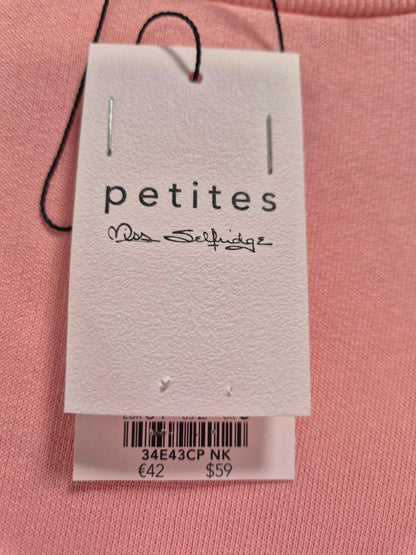 petites
Miss Selfridge
34E43CP NK
€42 $59